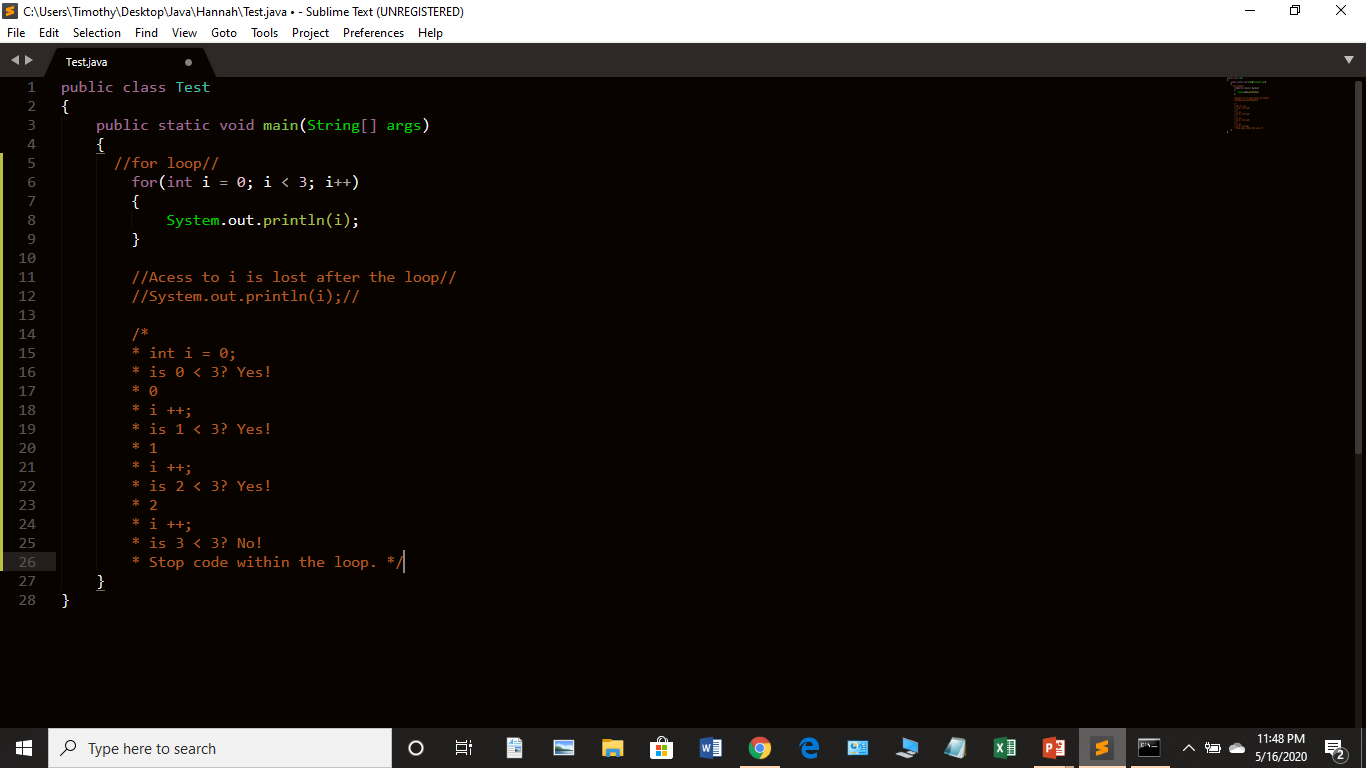 C:\Users\Timothy\Desktop\Java\Hannah\Test.java • - Sublime Text (UNREGISTERED)
File Edit Selection Find View Goto Tools Project Preferences Help
Test.java
1 public class Test
2 {
3     public static void main(String[] args)
4     {
5       //for loop//
6         for(int i = 0; i < 3; i++)
7         {
8             System.out.println(i);
9         }
10
11         //Acess to i is lost after the loop//
12         //System.out.println(i);//
13
14         /*
15         * int i = 0;
16         * is 0 < 3? Yes!
17         * 0
18         * i ++;
19         * is 1 < 3? Yes!
20         * 1
21         * i ++;
22         * is 2 < 3? Yes!
23         * 2
24         * i ++;
25         * is 3 < 3? No!
26         * Stop code within the loop. */
27     }
28 }
Type here to search
11:48 PM
5/16/2020
2